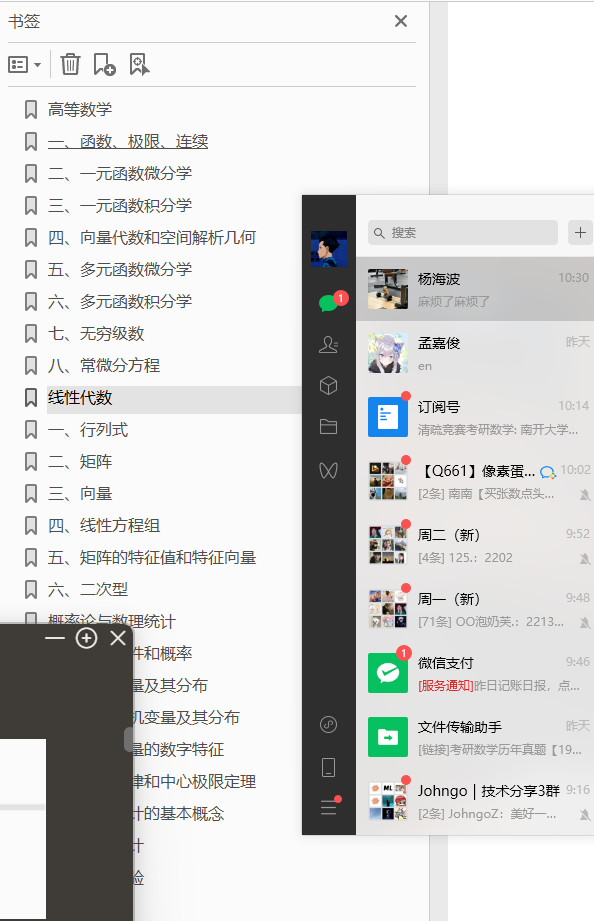 书签
高等数学
一、函数、极限、连续
二、一元函数微分学
三、一元函数积分学
四、向量代数和空间解析几何
五、多元函数微分学
六、多元函数积分学
七、无穷级数
八、常微分方程
线性代数
一、行列式
二、矩阵
三、向量
四、线性方程组
五、矩阵的特征值和特征向量
六、二次型
概率论与数理统计
件和概率
量及其分布
机变量及其分布
量的数字特征
律和中心极限定理
计的基本概念
计
验
搜索
1
杨海波 10:30
麻烦了麻烦了
孟嘉俊 昨天
en
订阅号 10:14
清疏竞赛考研数学: 南开大学...
【Q661】像素蛋... 10:02
[2条] 南南【买张数点头...
周二（新） 9:52
[4条] 125.：2202
周一（新） 9:48
[71条] OO泡奶芙.：2213...
1
微信支付 9:46
[服务通知]昨日记账日报，点...
文件传输助手 昨天
[链接]考研数学历年真题【19...
ML
Johngo | 技术分享3群 9:16
[2条] JohngoZ：美好一...